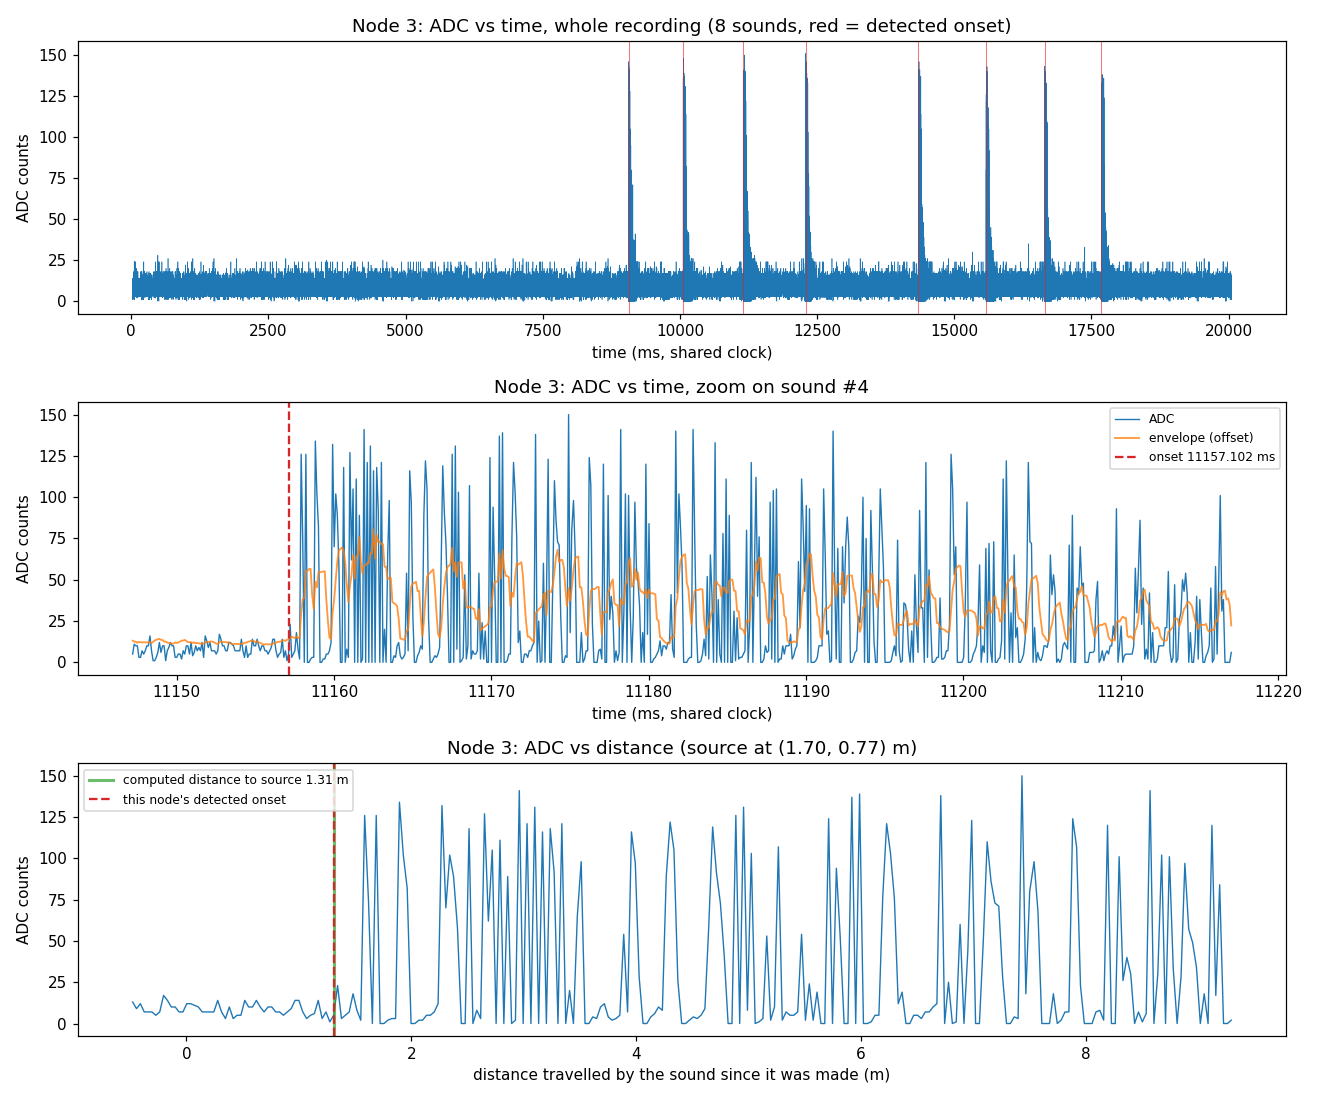 Node 3: ADC vs time, whole recording (8 sounds, red = detected onset)
150
125
100
75
50
25
0
ADC counts
0 2500 5000 7500 10000 12500 15000 17500 20000
time (ms, shared clock)
Node 3: ADC vs time, zoom on sound #4
150
125
100
75
50
25
0
ADC counts
ADC
envelope (offset)
onset 11157.102 ms
11150 11160 11170 11180 11190 11200 11210 11220
time (ms, shared clock)
Node 3: ADC vs distance (source at (1.70, 0.77) m)
150
125
100
75
50
25
0
ADC counts
computed distance to source 1.31 m
this node's detected onset
0 2 4 6 8
distance travelled by the sound since it was made (m)